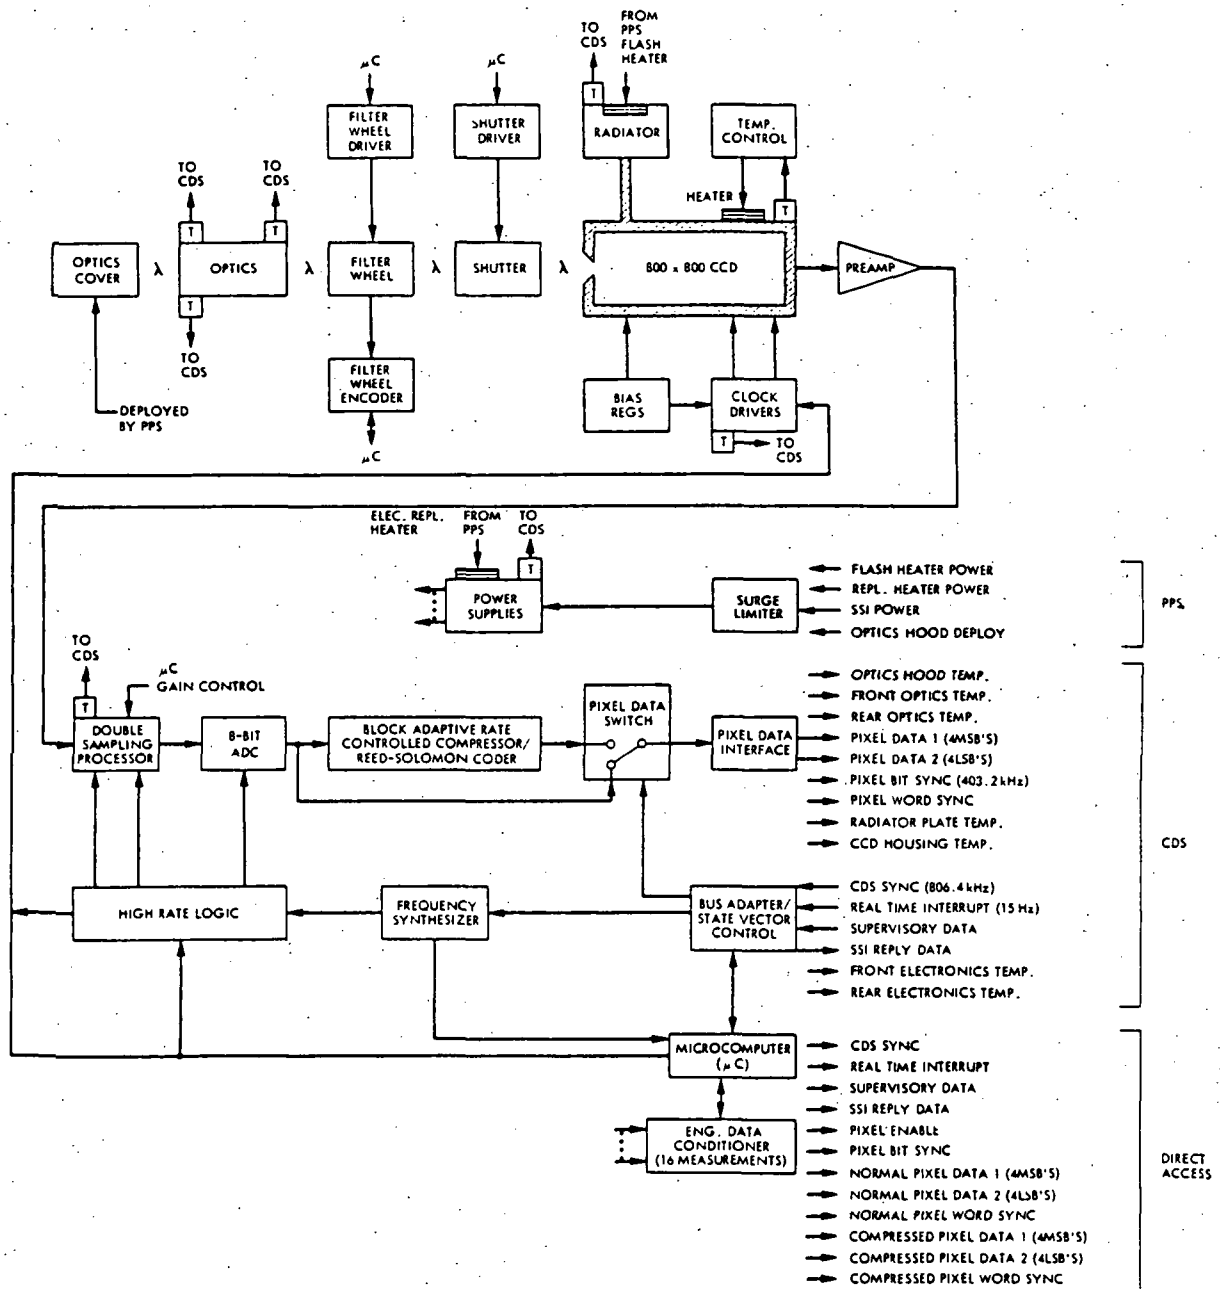 TO
CDS
FROM
PPS
FLASH
HEATER
μC
μC
T
FILTER
WHEEL
DRIVER
SHUTTER
DRIVER
RADIATOR
TEMP.
CONTROL
TO
CDS
TO
CDS
HEATER
T
T
T
OPTICS
COVER
λ
OPTICS
λ
FILTER
WHEEL
λ
SHUTTER
λ
800 x 800 CCD
PREAMP
T
TO
CDS
FILTER
WHEEL
ENCODER
BIAS
REGS
CLOCK
DRIVERS
DEPLOYED
BY PPS
μC
T
TO
CDS
ELEC. REPL.
HEATER
FROM
PPS
TO
CDS
T
POWER
SUPPLIES
SURGE
LIMITER
FLASH HEATER POWER
REPL. HEATER POWER
SSI POWER
OPTICS HOOD DEPLOY
PPS
TO
CDS
μC
GAIN CONTROL
T
DOUBLE
SAMPLING
PROCESSOR
8-BIT
ADC
BLOCK ADAPTIVE RATE
CONTROLLED COMPRESSOR/
REED-SOLOMON CODER
PIXEL DATA
SWITCH
PIXEL DATA
INTERFACE
OPTICS HOOD TEMP.
FRONT OPTICS TEMP.
REAR OPTICS TEMP.
PIXEL DATA 1 (4MSB'S)
PIXEL DATA 2 (4LSB'S)
PIXEL BIT SYNC (403.2kHz)
PIXEL WORD SYNC
RADIATOR PLATE TEMP.
CCD HOUSING TEMP.
CDS
HIGH RATE LOGIC
FREQUENCY
SYNTHESIZER
BUS ADAPTER/
STATE VECTOR
CONTROL
CDS SYNC (806.4kHz)
REAL TIME INTERRUPT (15Hz)
SUPERVISORY DATA
SSI REPLY DATA
FRONT ELECTRONICS TEMP.
REAR ELECTRONICS TEMP.
MICROCOMPUTER
(μC)
ENG. DATA
CONDITIONER
(16 MEASUREMENTS)
CDS SYNC
REAL TIME INTERRUPT
SUPERVISORY DATA
SSI REPLY DATA
PIXEL ENABLE
PIXEL BIT SYNC
NORMAL PIXEL DATA 1 (4MSB'S)
NORMAL PIXEL DATA 2 (4LSB'S)
NORMAL PIXEL WORD SYNC
COMPRESSED PIXEL DATA 1 (4MSB'S)
COMPRESSED PIXEL DATA 2 (4LSB'S)
COMPRESSED PIXEL WORD SYNC
DIRECT
ACCESS